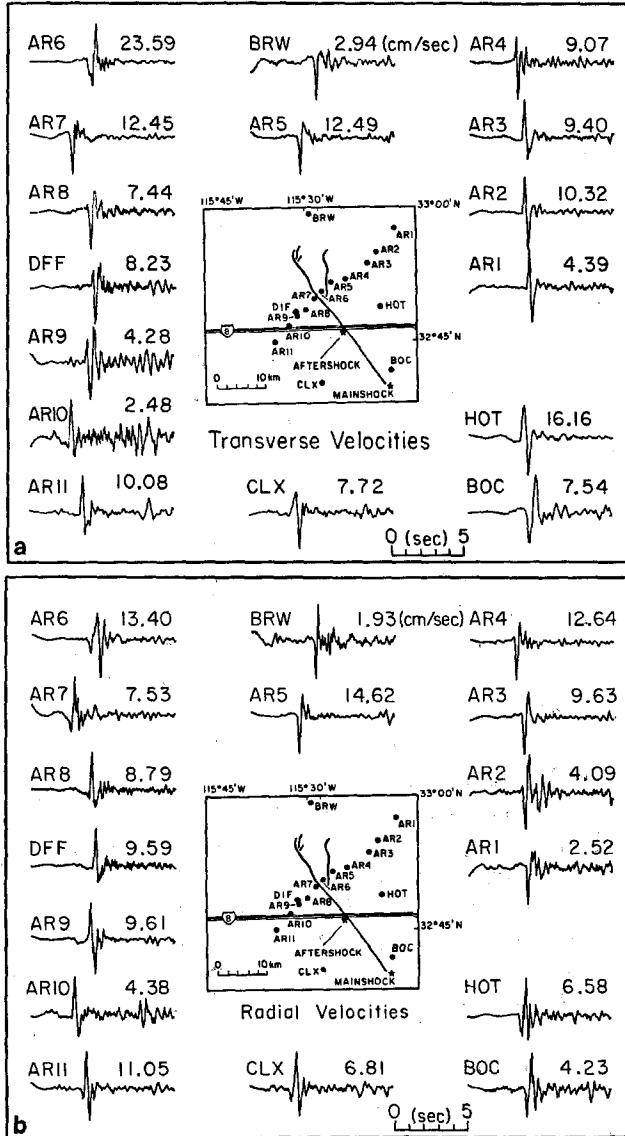 AR6 23.59 BRW 2.94 (cm/sec) AR4 9.07
AR7 12.45 AR5 12.49 AR3 9.40
AR8 7.44 AR2 10.32
DFF 8.23 AR1 4.39
AR9 4.28
AR10 2.48 HOT 16.16
AR11 10.08 CLX 7.72 BOC 7.54
115°45' W 115°30' W 33°00' N
BRW
AR1
AR2
AR3
AR4
AR5
AR7 AR6
DIF HOT
AR9 AR8
AR10
8 32°45' N
AR11
AFTERSHOCK BOC
0 10km CLX MAINSHOCK
Transverse Velocities
0 (sec) 5
a
AR6 13.40 BRW 1.93 (cm/sec) AR4 12.64
AR7 7.53 AR5 14.62 AR3 9.63
AR8 8.79 AR2 4.09
DFF 9.59 AR1 2.52
AR9 9.61
AR10 4.38 HOT 6.58
AR11 11.05 CLX 6.81 BOC 4.23
115°45' W 115°30' W 33°00' N
BRW
AR1
AR2
AR3
AR4
AR5
AR7 AR6
DIF HOT
AR9 AR8
AR10
8 32°45' N
AR11
AFTERSHOCK BOC
0 10km CLX MAINSHOCK
Radial Velocities
0 (sec) 5
b